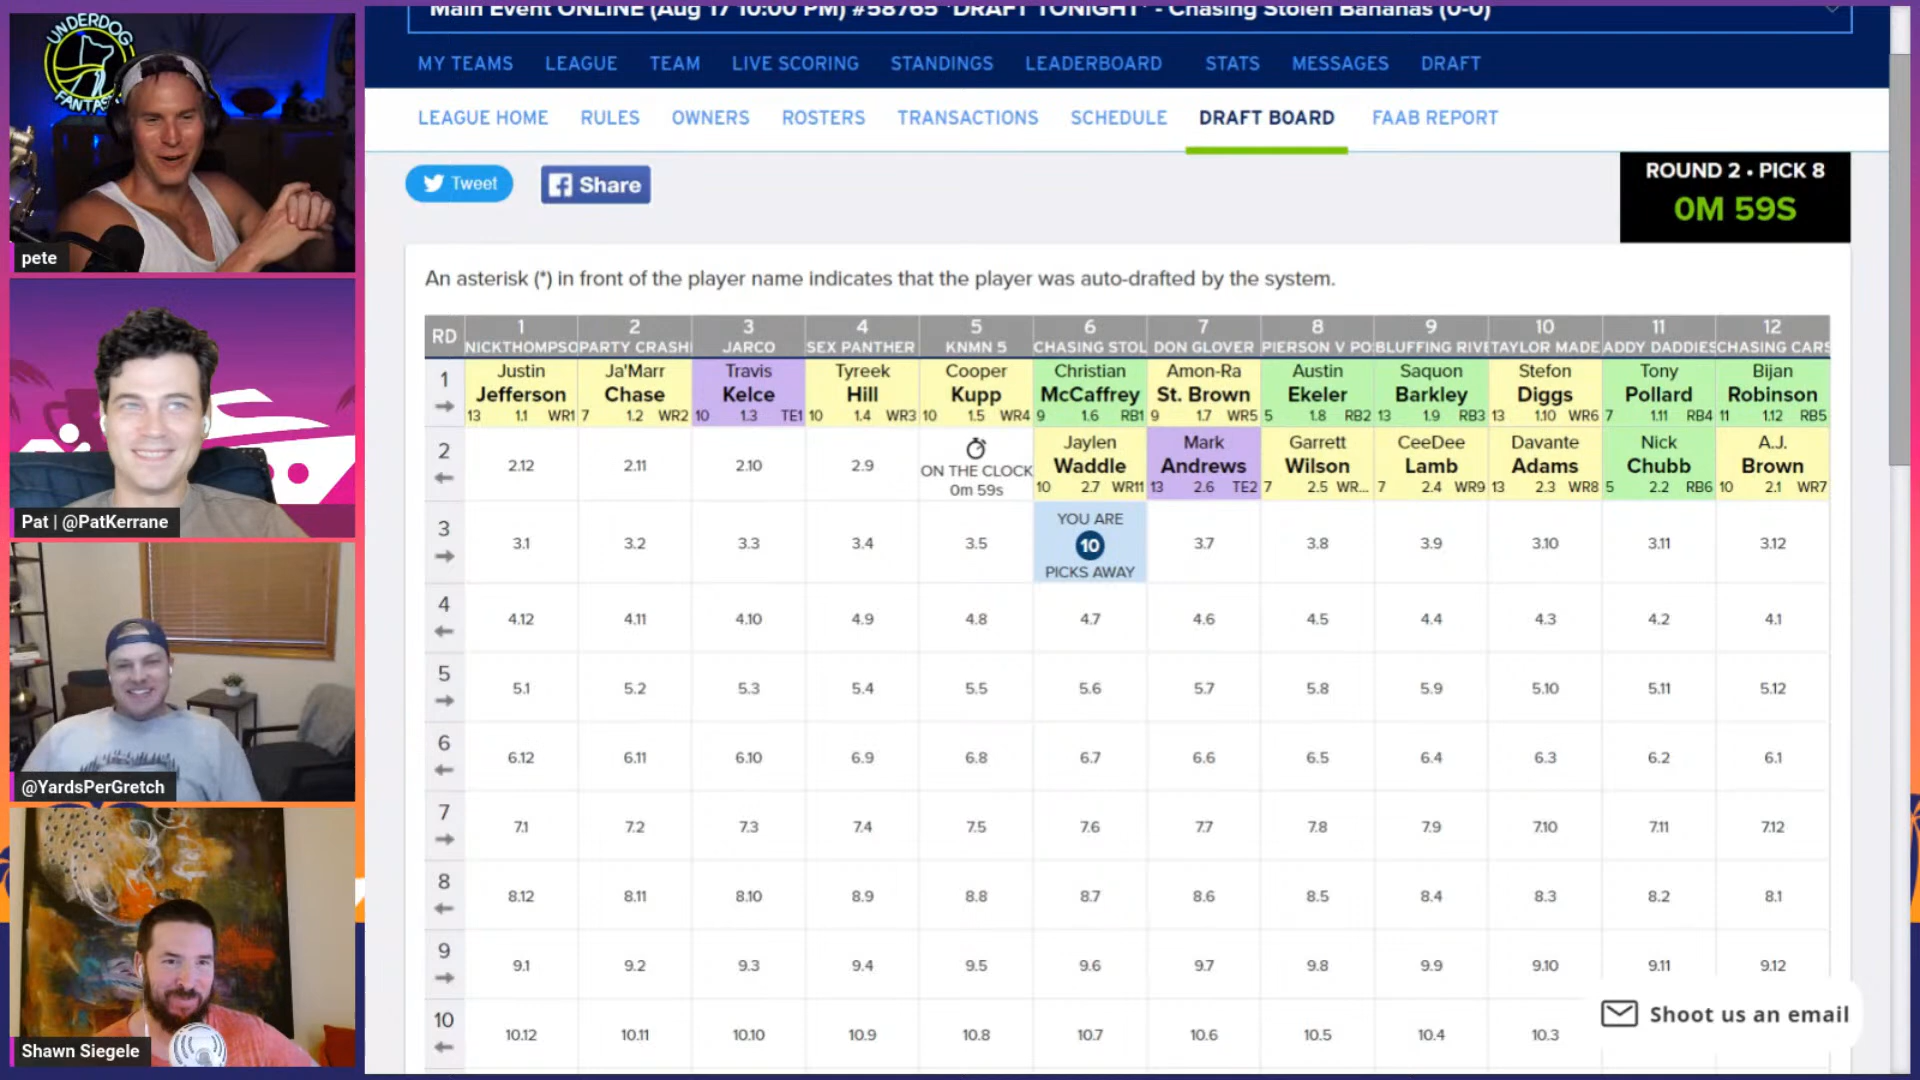 UNDERDOG
FANTASY
pete
Pat | @PatKerrane
@YardsPerGretch
Shawn Siegele
Main Event ONLINE (Aug 17 10:00 PM) #58765 *DRAFT TONIGHT* - Chasing Stolen Bananas (0-0)
MY TEAMS LEAGUE TEAM LIVE SCORING STANDINGS LEADERBOARD STATS MESSAGES DRAFT
LEAGUE HOME RULES OWNERS ROSTERS TRANSACTIONS SCHEDULE DRAFT BOARD FAAB REPORT
Tweet Share
ROUND 2 • PICK 8
0M 59S
An asterisk (*) in front of the player name indicates that the player was auto-drafted by the system.
RD 1 2 3 4 5 6 7 8 9 10 11 12
NICKTHOMPSO PARTY CRASHI JARCO SEX PANTHER KNMN 5 CHASING STOL DON GLOVER PIERSON V PO BLUFFING RIVE TAYLOR MADE ADDY DADDIES CHASING CARS
1 Justin Ja'Marr Travis Tyreek Cooper Christian Amon-Ra Austin Saquon Stefon Tony Bijan
Jefferson Chase Kelce Hill Kupp McCaffrey St. Brown Ekeler Barkley Diggs Pollard Robinson
13 1.1 WR1 7 1.2 WR2 10 1.3 TE1 10 1.4 WR3 10 1.5 WR4 9 1.6 RB1 9 1.7 WR5 5 1.8 RB2 13 1.9 RB3 13 1.10 WR6 7 1.11 RB4 11 1.12 RB5
2 Jaylen Mark Garrett CeeDee Davante Nick A.J.
2.12 2.11 2.10 2.9 ON THE CLOCK Waddle Andrews Wilson Lamb Adams Chubb Brown
0m 59s 10 2.7 WR11 13 2.6 TE2 7 2.5 WR... 7 2.4 WR9 13 2.3 WR8 5 2.2 RB6 10 2.1 WR7
3 3.1 3.2 3.3 3.4 3.5 YOU ARE 10 PICKS AWAY 3.7 3.8 3.9 3.10 3.11 3.12
4 4.12 4.11 4.10 4.9 4.8 4.7 4.6 4.5 4.4 4.3 4.2 4.1
5 5.1 5.2 5.3 5.4 5.5 5.6 5.7 5.8 5.9 5.10 5.11 5.12
6 6.12 6.11 6.10 6.9 6.8 6.7 6.6 6.5 6.4 6.3 6.2 6.1
7 7.1 7.2 7.3 7.4 7.5 7.6 7.7 7.8 7.9 7.10 7.11 7.12
8 8.12 8.11 8.10 8.9 8.8 8.7 8.6 8.5 8.4 8.3 8.2 8.1
9 9.1 9.2 9.3 9.4 9.5 9.6 9.7 9.8 9.9 9.10 9.11 9.12
10 10.12 10.11 10.10 10.9 10.8 10.7 10.6 10.5 10.4 10.3
Shoot us an email